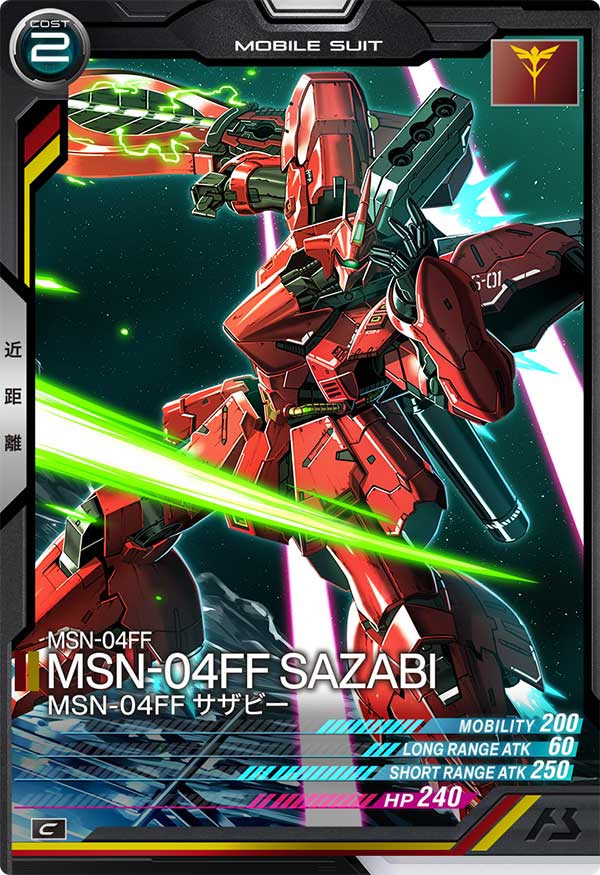 COST
2
MOBILE SUIT
S-01
近距離
MSN-04FF
MSN-04FF SAZABI
MSN-04FF サザビー
MOBILITY 200
LONG RANGE ATK 60
SHORT RANGE ATK 250
HP 240
C